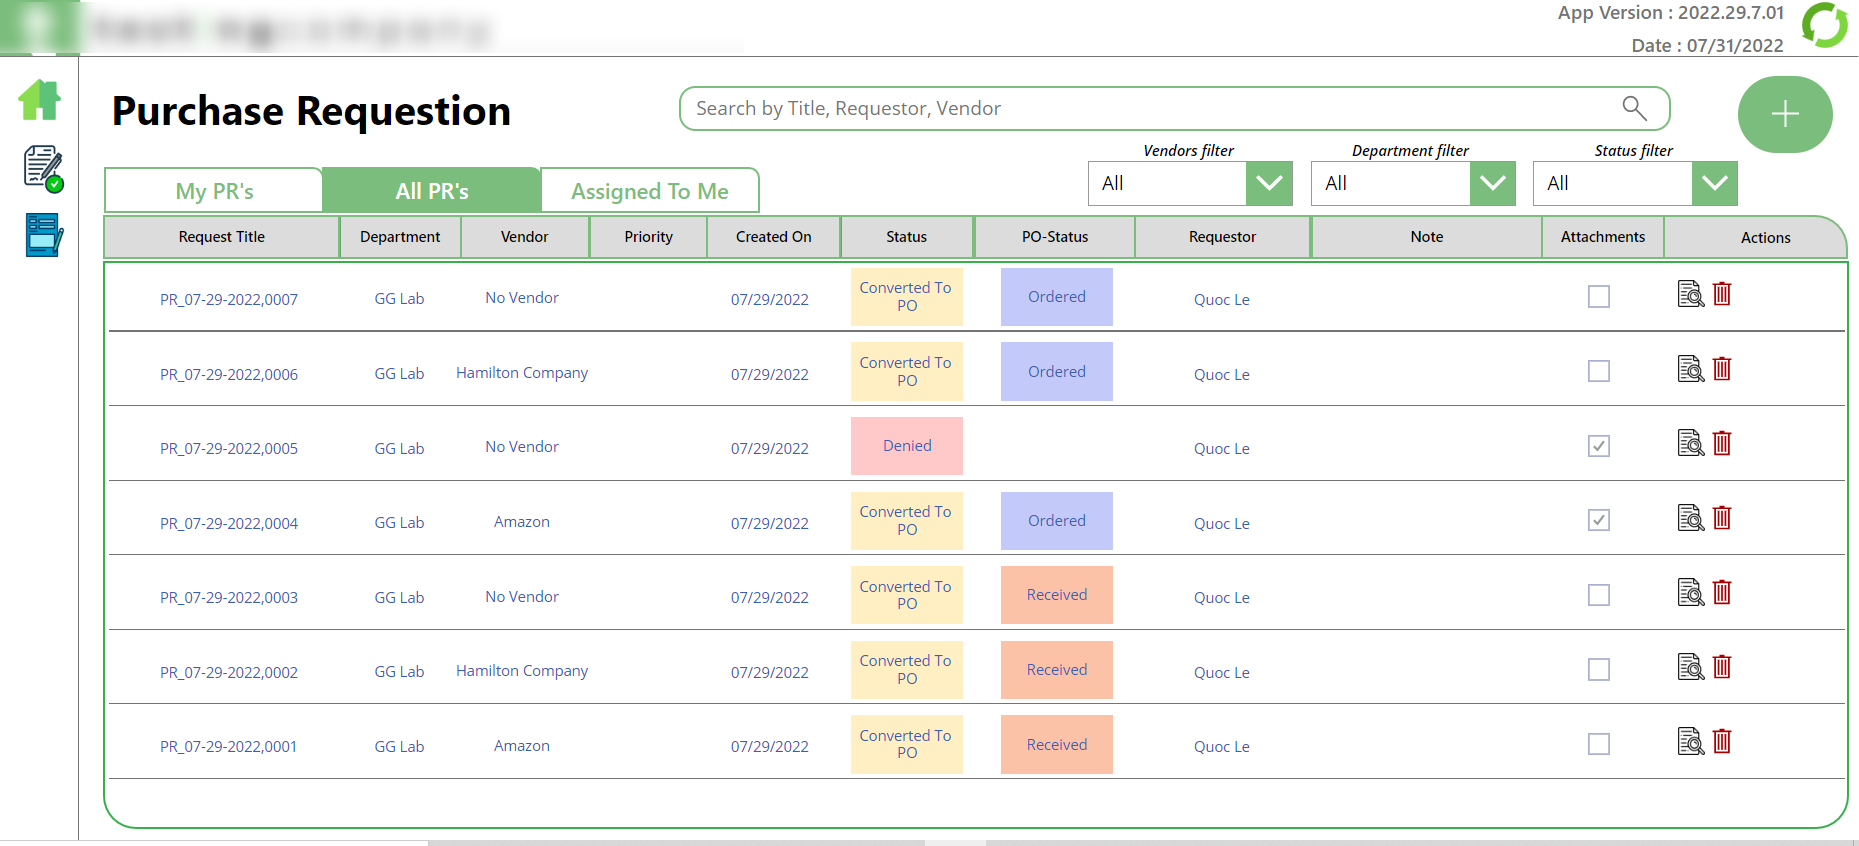 App Version : 2022.29.7.01
Date : 07/31/2022
Purchase Requestion
Search by Title, Requestor, Vendor
Vendors filter Department filter Status filter
All All All
My PR's All PR's Assigned To Me
Request Title Department Vendor Priority Created On Status PO-Status Requestor Note Attachments Actions
PR_07-29-2022,0007 GG Lab No Vendor 07/29/2022 Converted To PO Ordered Quoc Le
PR_07-29-2022,0006 GG Lab Hamilton Company 07/29/2022 Converted To PO Ordered Quoc Le
PR_07-29-2022,0005 GG Lab No Vendor 07/29/2022 Denied Quoc Le
PR_07-29-2022,0004 GG Lab Amazon 07/29/2022 Converted To PO Ordered Quoc Le
PR_07-29-2022,0003 GG Lab No Vendor 07/29/2022 Converted To PO Received Quoc Le
PR_07-29-2022,0002 GG Lab Hamilton Company 07/29/2022 Converted To PO Received Quoc Le
PR_07-29-2022,0001 GG Lab Amazon 07/29/2022 Converted To PO Received Quoc Le